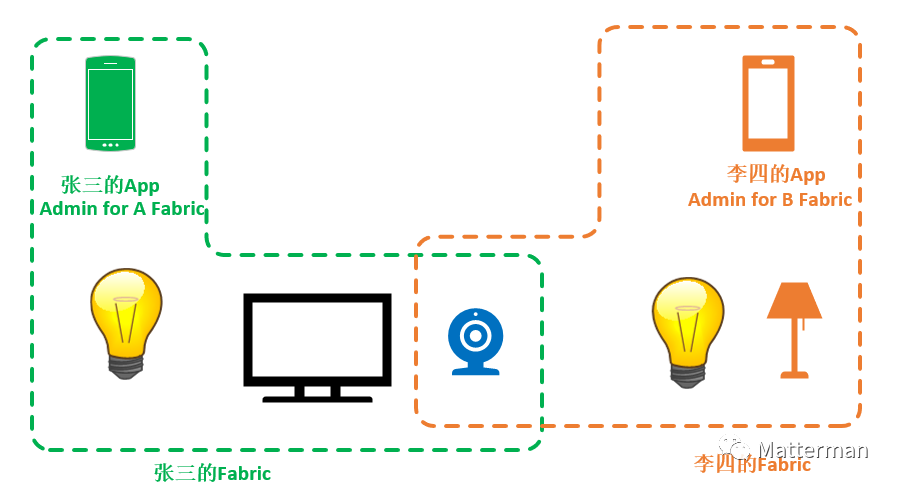 张三的App
Admin for A Fabric
李四的App
Admin for B Fabric
张三的Fabric
李四的Fabric
Matterman